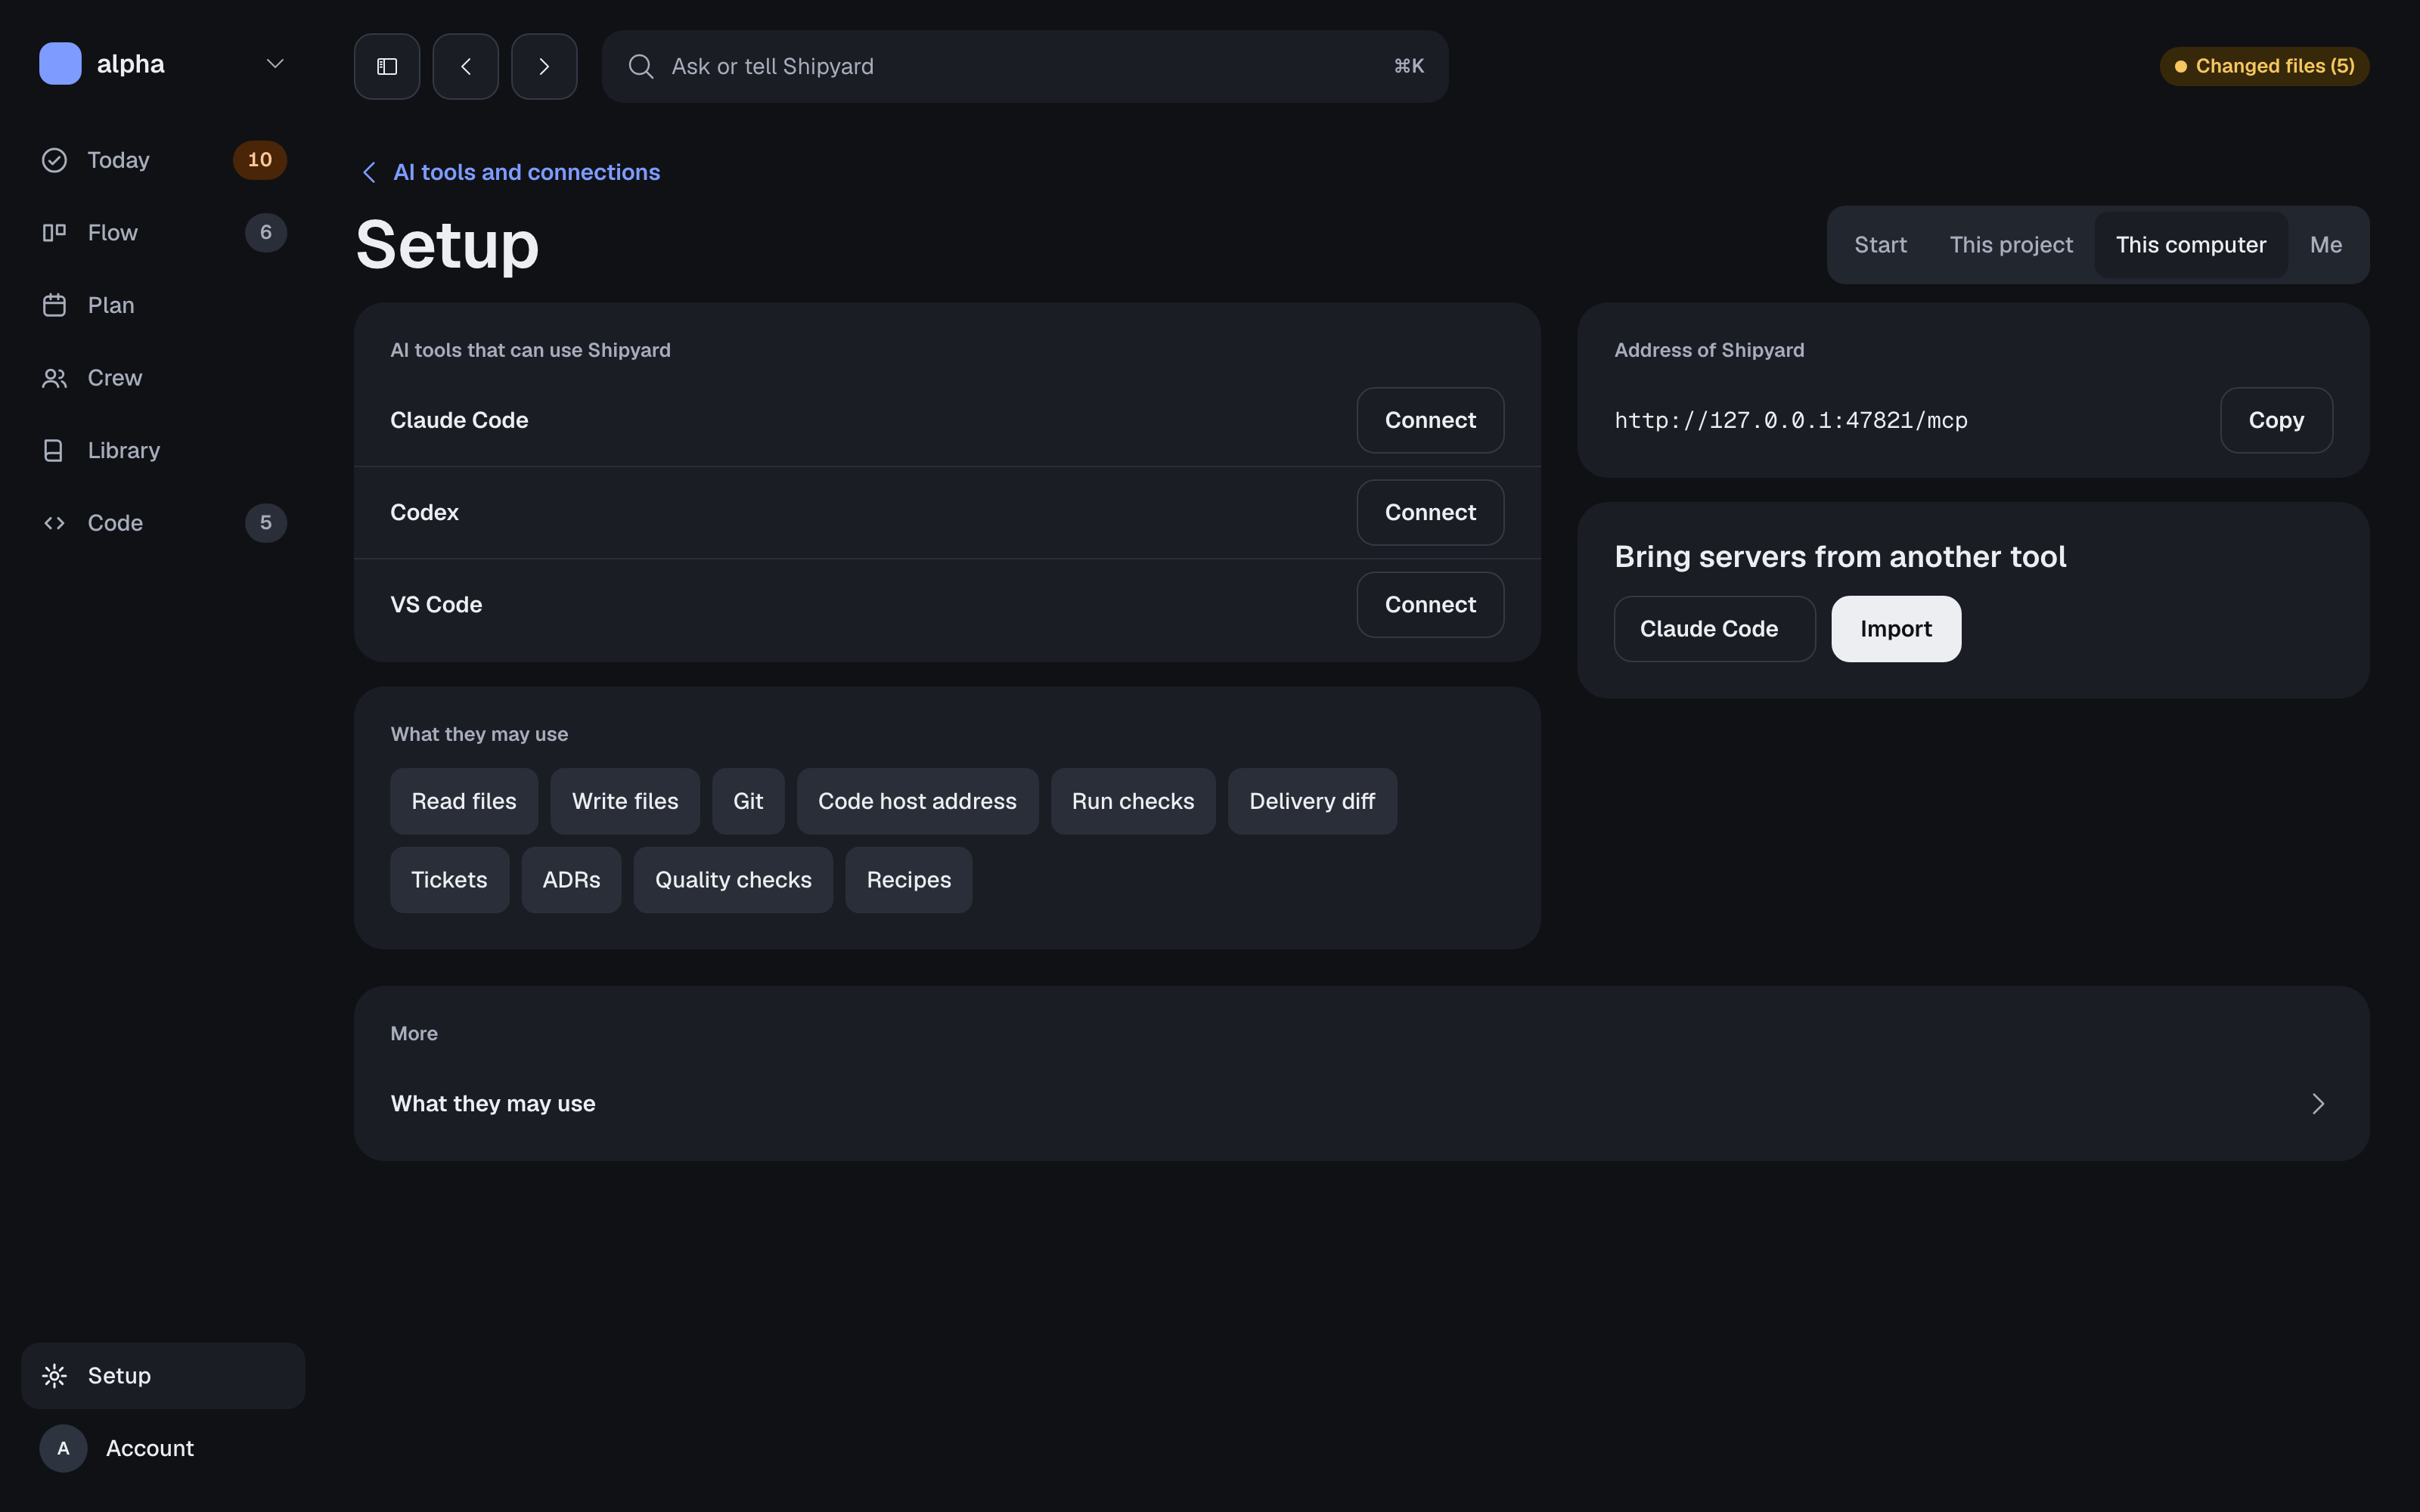 alpha
Ask or tell Shipyard
⌘K
Changed files (5)
Today
10
Flow
6
Plan
Crew
Library
Code
5
Setup
A
Account
AI tools and connections
Setup
Start
This project
This computer
Me
AI tools that can use Shipyard
Claude Code
Connect
Codex
Connect
VS Code
Connect
Address of Shipyard
http://127.0.0.1:47821/mcp
Copy
Bring servers from another tool
Claude Code
Import
What they may use
Read files
Write files
Git
Code host address
Run checks
Delivery diff
Tickets
ADRs
Quality checks
Recipes
More
What they may use